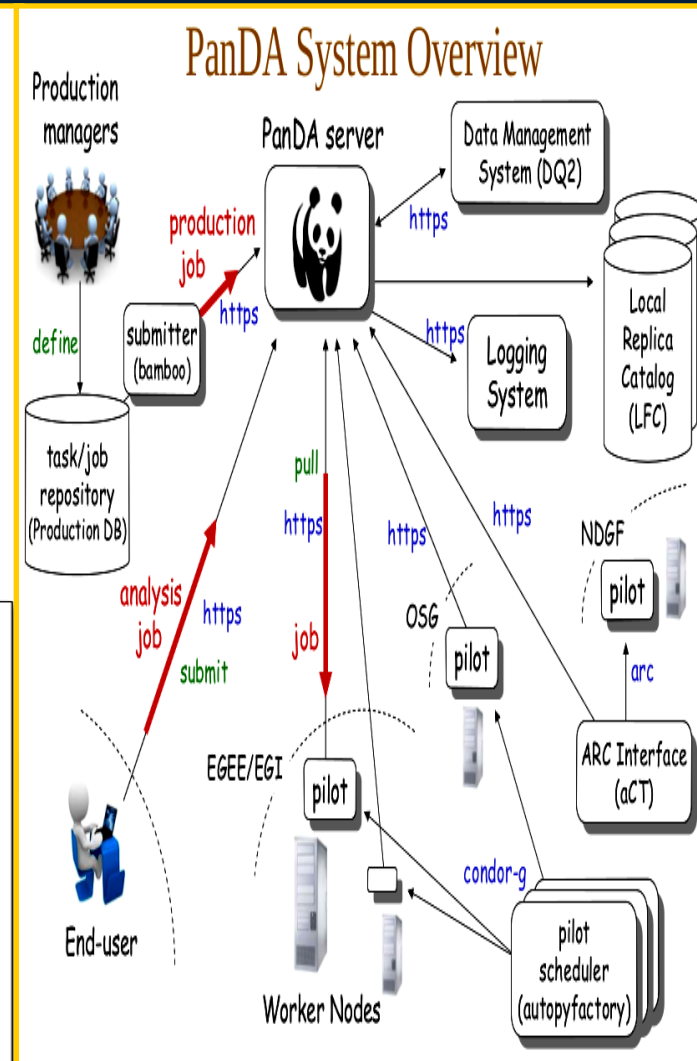 PanDA System Overview
Production
managers
PanDA server
Data Management
System (DQ2)
https
production
job
https
define
submitter
(bamboo)
https
Logging
System
Local
Replica
Catalog
(LFC)
task/job
repository
(Production DB)
pull
https
https
https
NDGF
pilot
analysis
job
https
submit
job
OSG
pilot
arc
EGEE/EGI
pilot
ARC Interface
(aCT)
condor-g
End-user
pilot
scheduler
(autopyfactory)
Worker Nodes